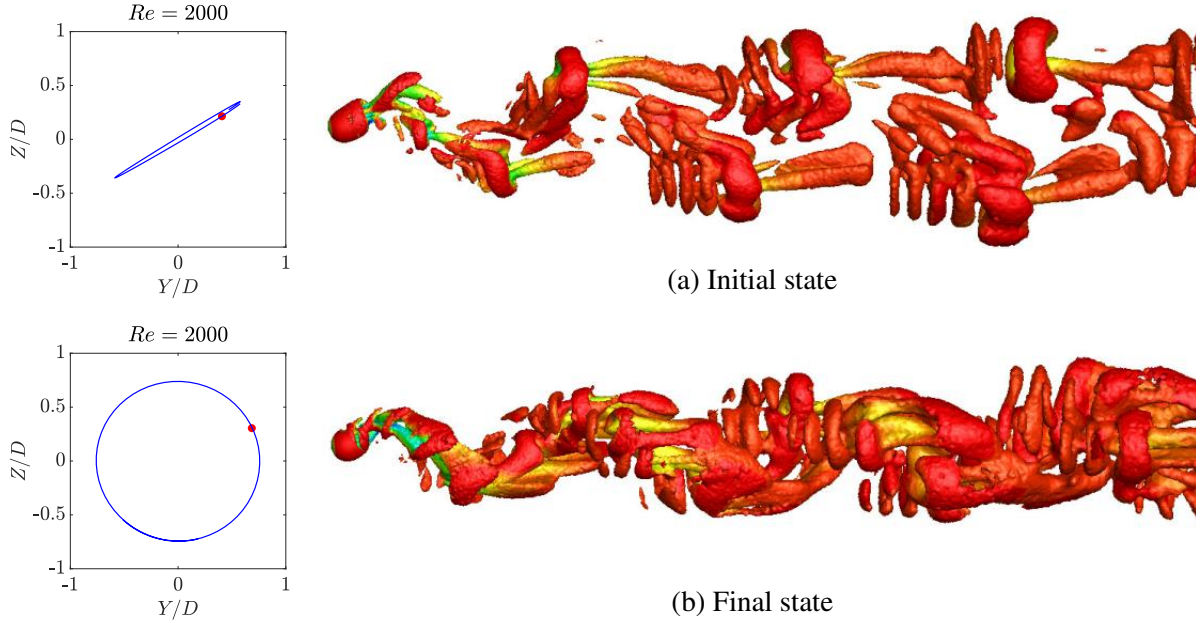 Re = 2000
1
0.5
0
-0.5
-1
Z/D
-1 0 1
Y/D
(a) Initial state
Re = 2000
1
0.5
0
-0.5
-1
Z/D
-1 0 1
Y/D
(b) Final state